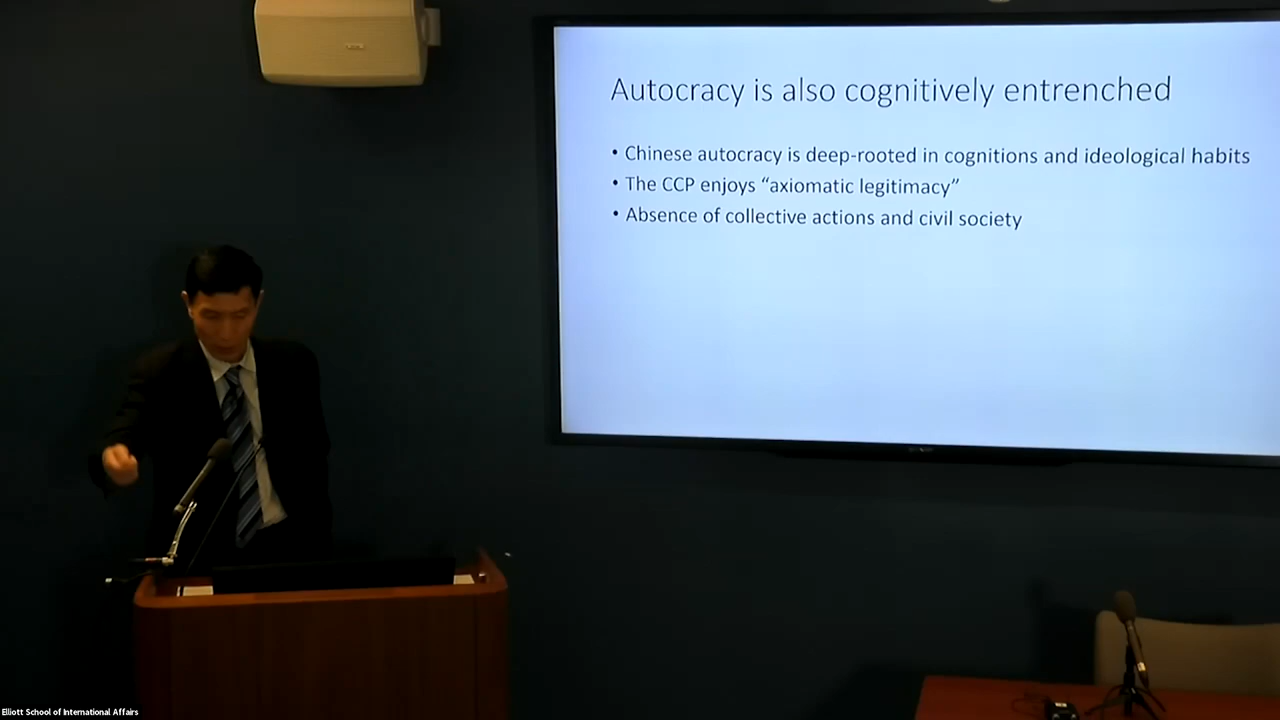 Autocracy is also cognitively entrenched
• Chinese autocracy is deep-rooted in cognitions and ideological habits
• The CCP enjoys “axiomatic legitimacy”
• Absence of collective actions and civil society
Elliott School of International Affairs